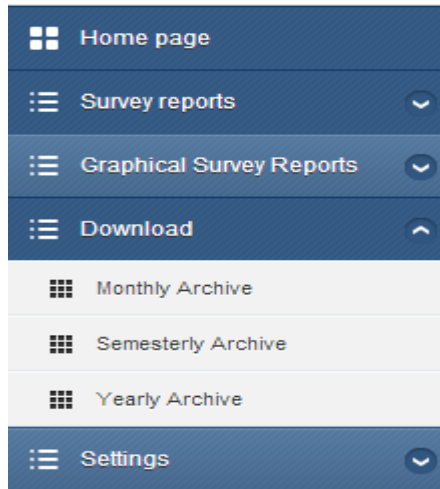 Home page
Survey reports
Graphical Survey Reports
Download
Monthly Archive
Semesterly Archive
Yearly Archive
Settings